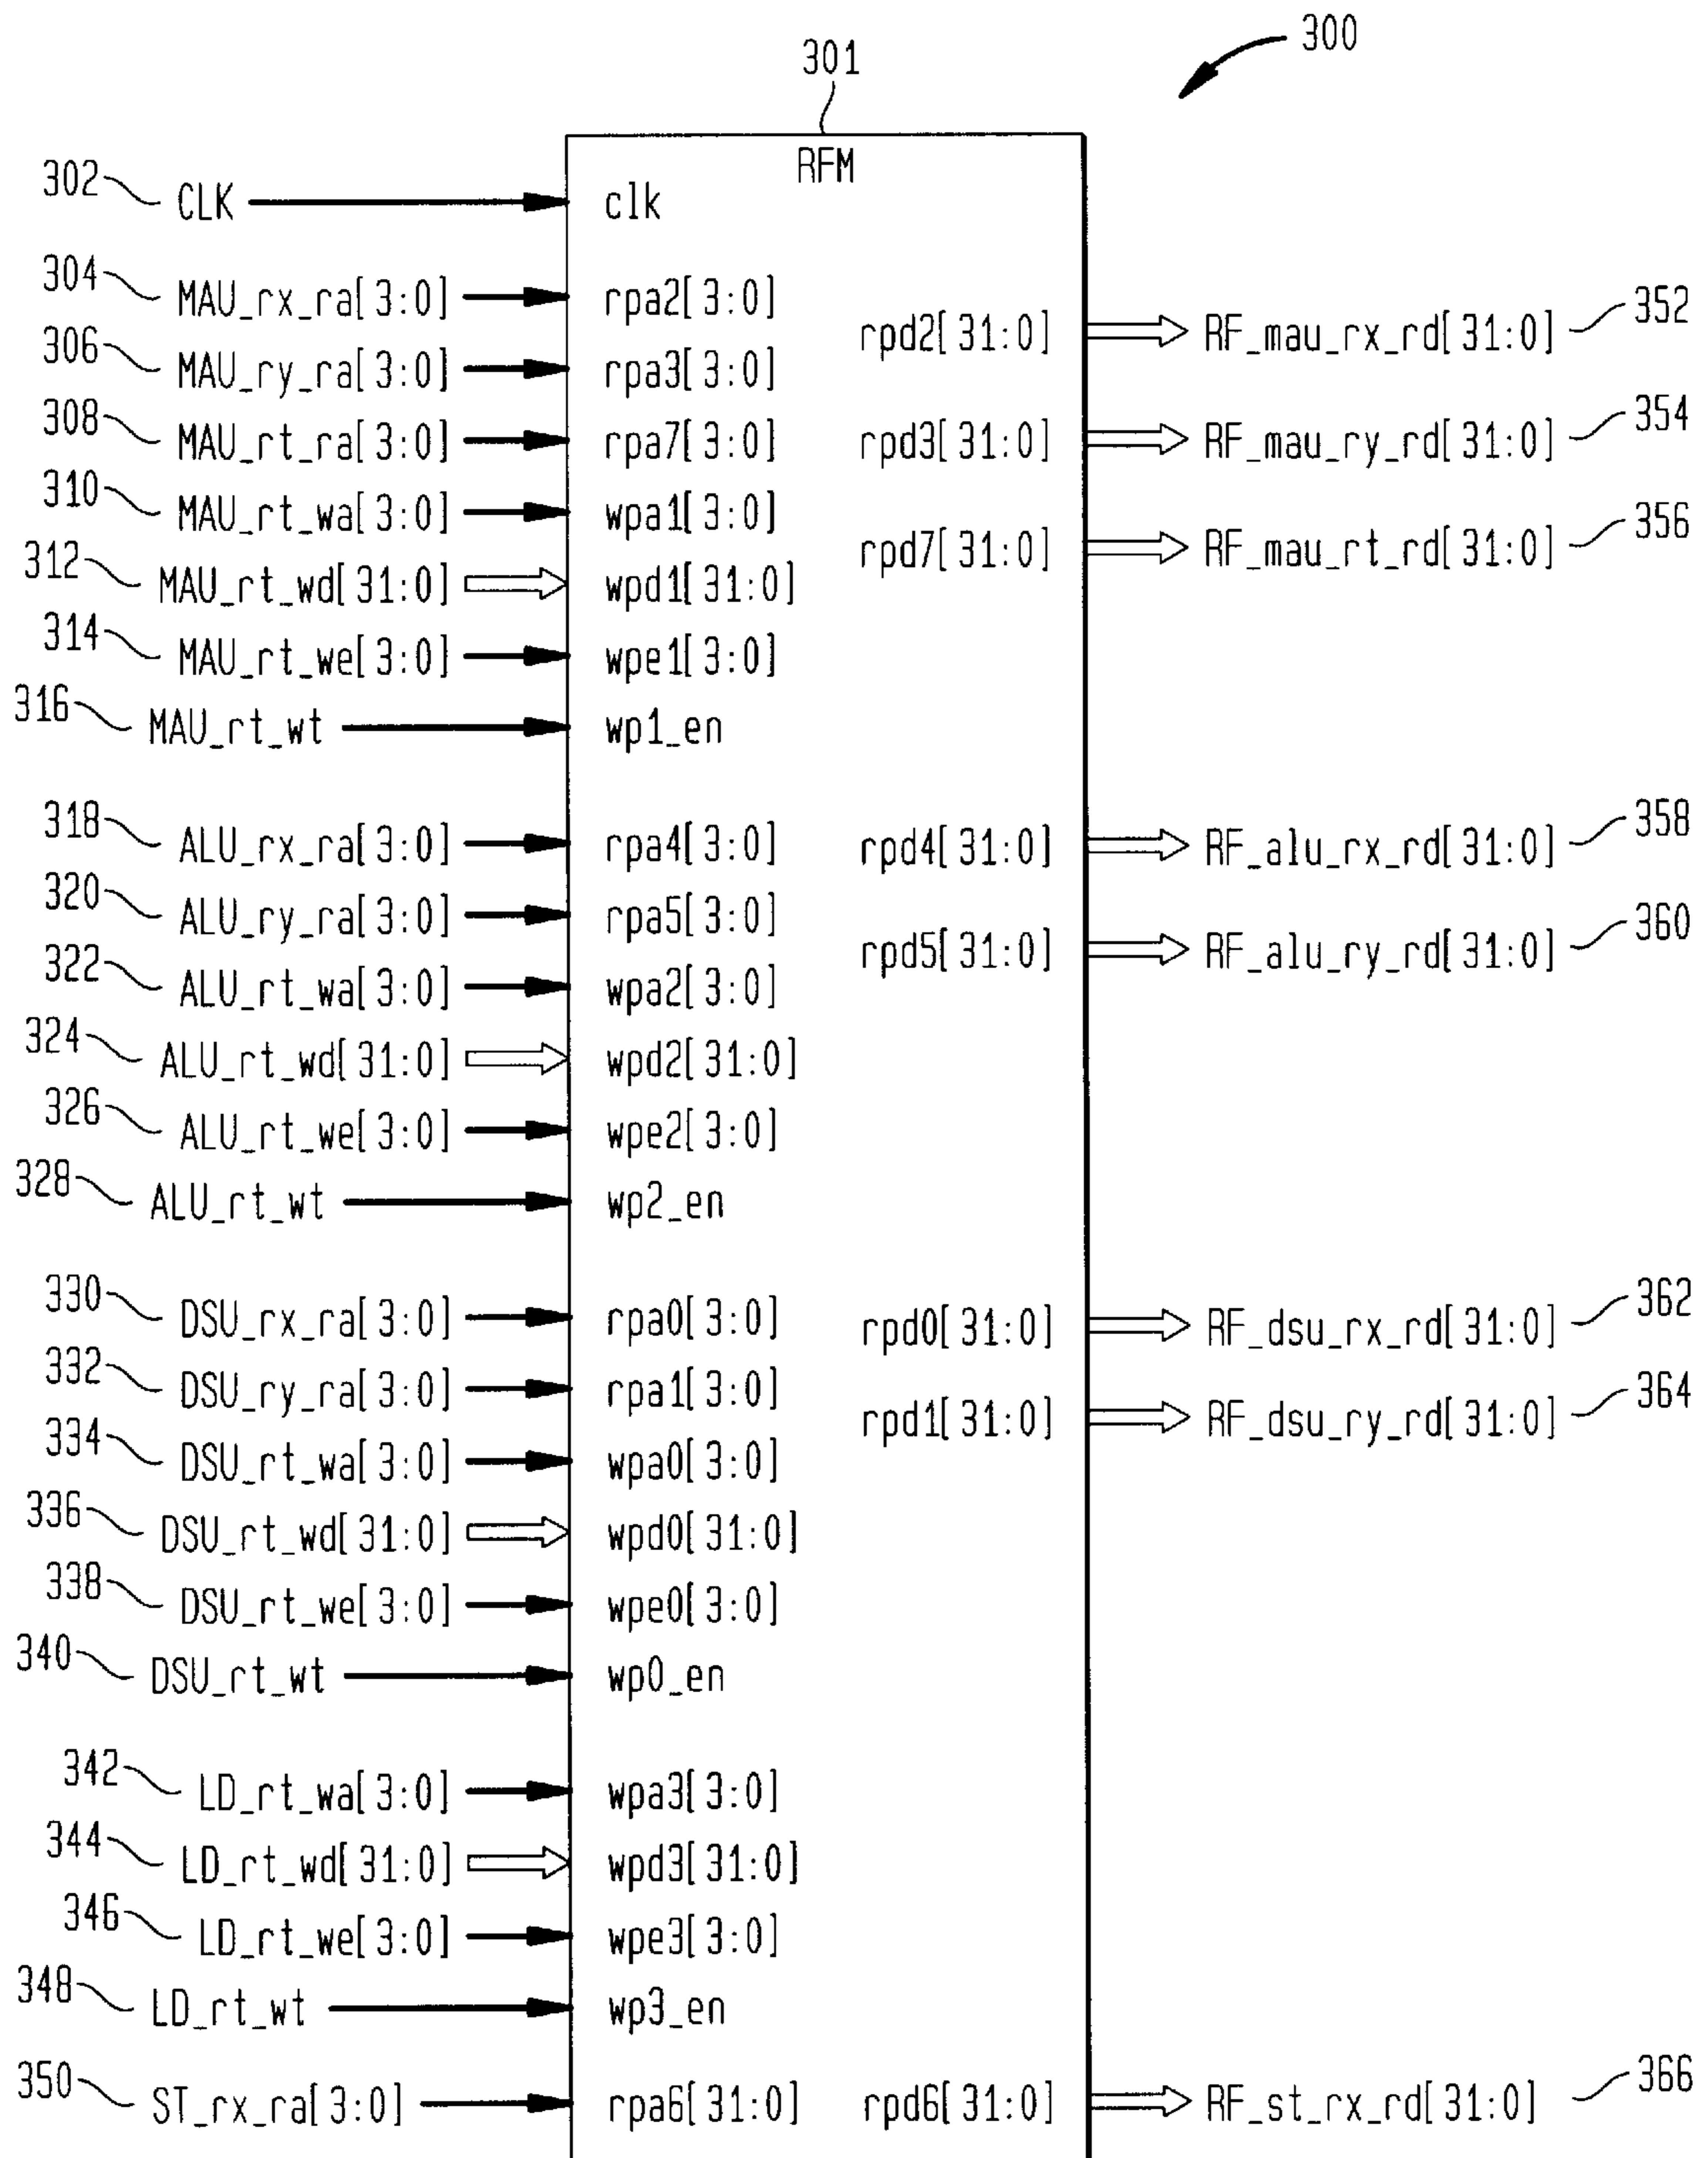 300
301
RFM
302 CLK clk
304 MAU_rx_ra[3:0] rpa2[3:0] rpd2[31:0] RF_mau_rx_rd[31:0] 352
306 MAU_ry_ra[3:0] rpa3[3:0] rpd3[31:0] RF_mau_ry_rd[31:0] 354
308 MAU_rt_ra[3:0] rpa7[3:0]
310 MAU_rt_wa[3:0] wpa1[3:0] rpd7[31:0] RF_mau_rt_rd[31:0] 356
312 MAU_rt_wd[31:0] wpd1[31:0]
314 MAU_rt_we[3:0] wpe1[3:0]
316 MAU_rt_wt wp1_en
318 ALU_rx_ra[3:0] rpa4[3:0] rpd4[31:0] RF_alu_rx_rd[31:0] 358
320 ALU_ry_ra[3:0] rpa5[3:0] rpd5[31:0] RF_alu_ry_rd[31:0] 360
322 ALU_rt_wa[3:0] wpa2[3:0]
324 ALU_rt_wd[31:0] wpd2[31:0]
326 ALU_rt_we[3:0] wpe2[3:0]
328 ALU_rt_wt wp2_en
330 DSU_rx_ra[3:0] rpa0[3:0] rpd0[31:0] RF_dsu_rx_rd[31:0] 362
332 DSU_ry_ra[3:0] rpa1[3:0] rpd1[31:0] RF_dsu_ry_rd[31:0] 364
334 DSU_rt_wa[3:0] wpa0[3:0]
336 DSU_rt_wd[31:0] wpd0[31:0]
338 DSU_rt_we[3:0] wpe0[3:0]
340 DSU_rt_wt wp0_en
342 LD_rt_wa[3:0] wpa3[3:0]
344 LD_rt_wd[31:0] wpd3[31:0]
346 LD_rt_we[3:0] wpe3[3:0]
348 LD_rt_wt wp3_en
350 ST_rx_ra[3:0] rpa6[31:0] rpd6[31:0] RF_st_rx_rd[31:0] 366